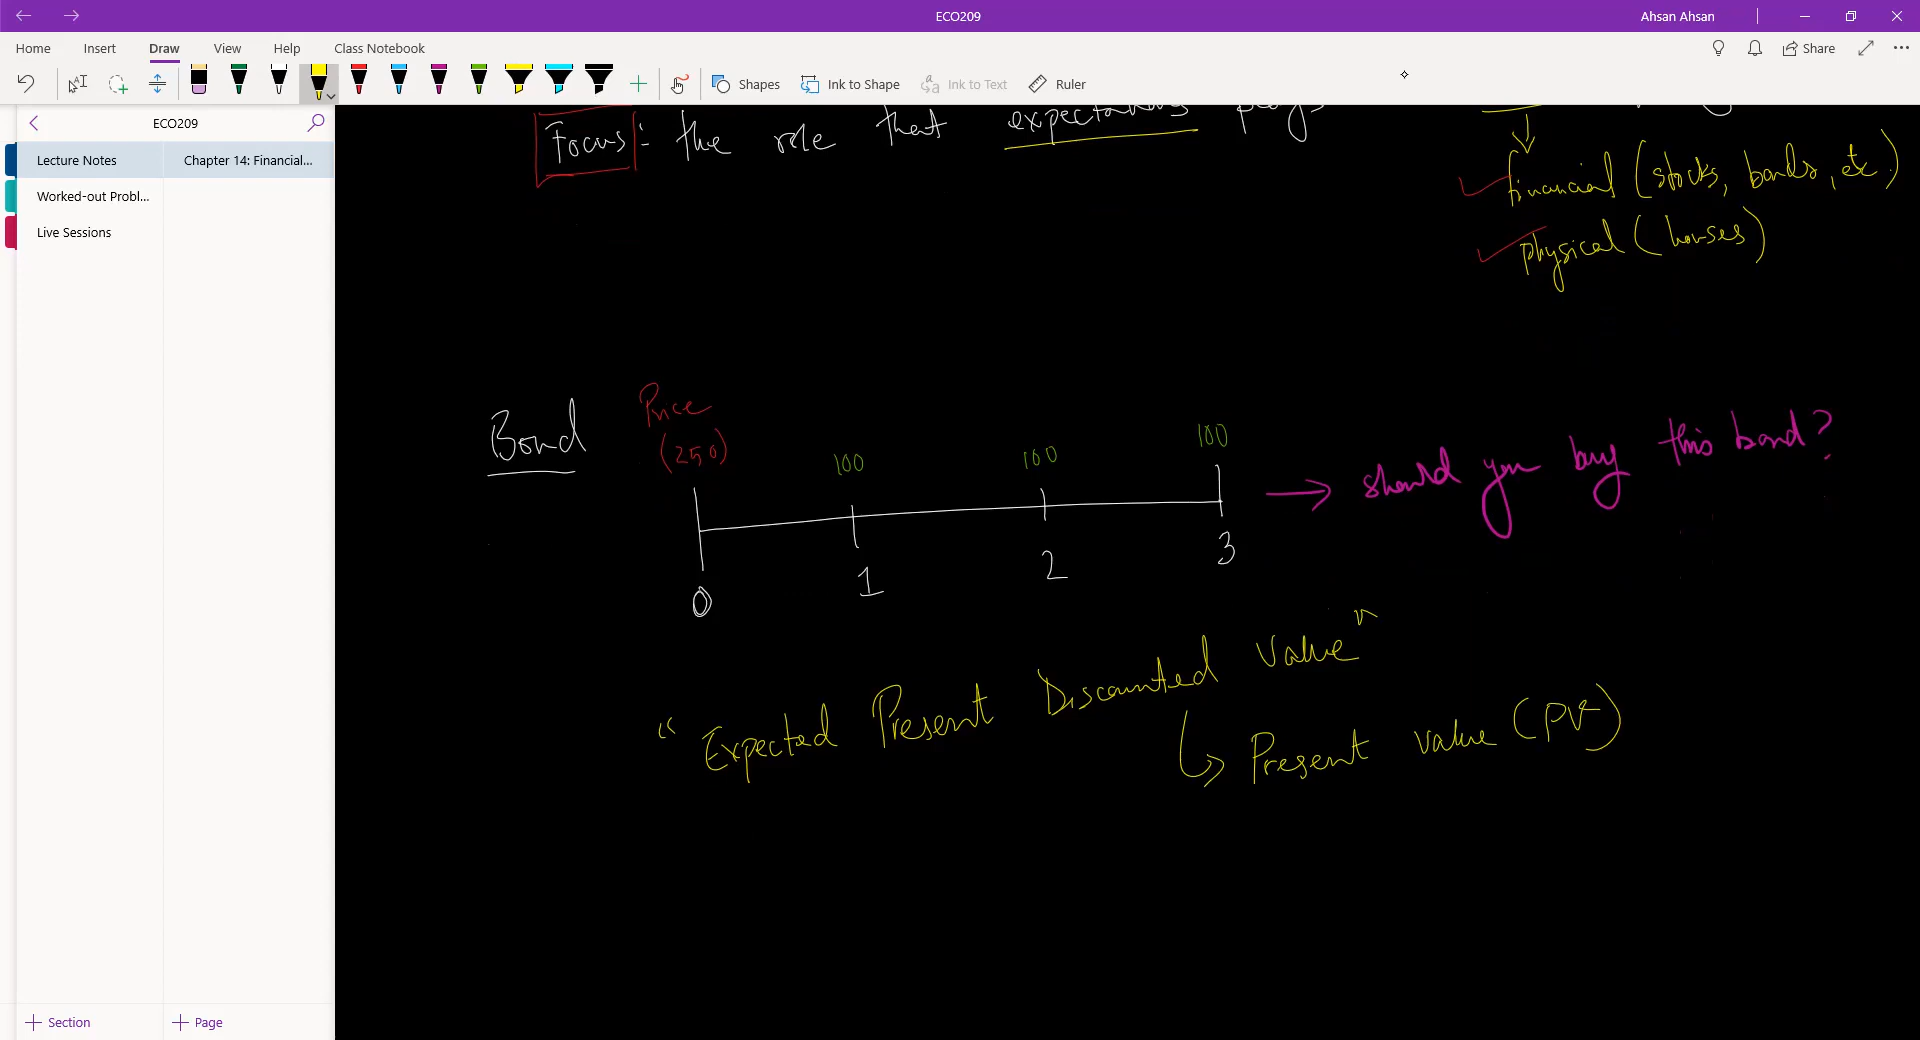 ECO209
Ahsan Ahsan
Home Insert Draw View Help Class Notebook
Share
Shapes Ink to Shape Ink to Text Ruler
ECO209
Lecture Notes
Chapter 14: Financial...
Worked-out Probl...
Live Sessions
Focus: the role that expectations plays
financial (stocks, bonds, etc.)
physical (houses)
Bond
Price
(250)
100 100 100
0 1 2 3
→ should you buy this bond?
"Expected Present Discounted Value"
Present value (PV)
+ Section
+ Page